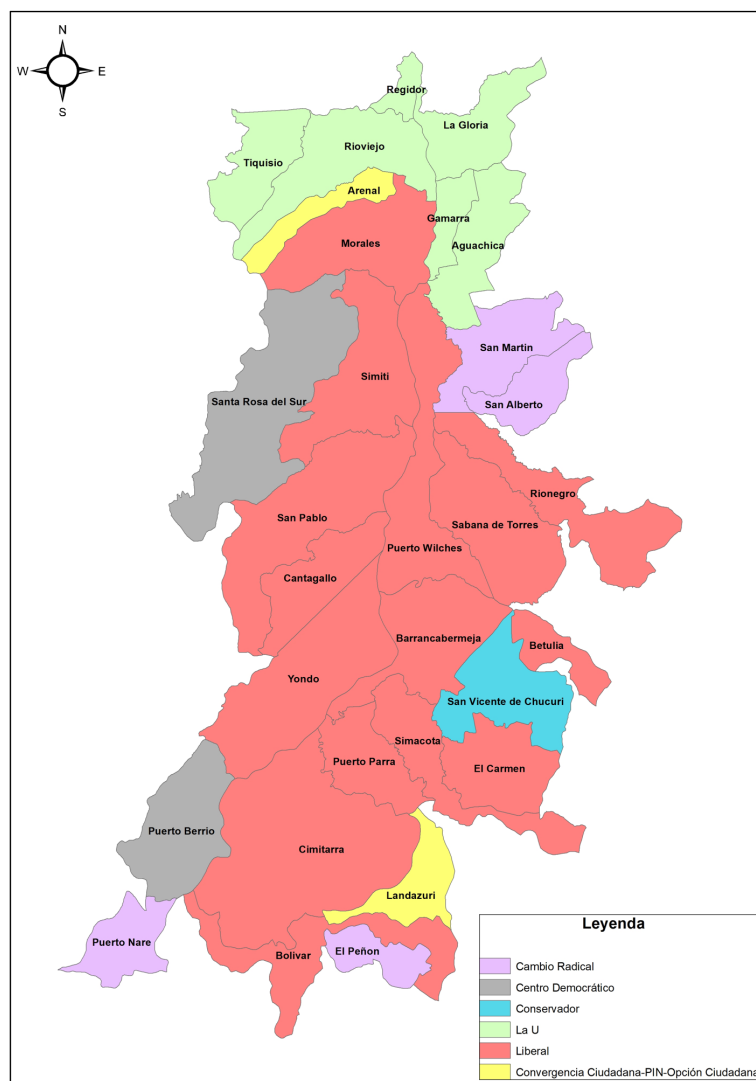 N
W E
S
Regidor
La Gloria
Rioviejo
Tiquisio
Arenal
Gamarra
Morales
Aguachica
San Martin
Simiti
Santa Rosa del Sur
San Alberto
Rionegro
San Pablo
Sabana de Torres
Puerto Wilches
Cantagallo
Barrancabermeja
Betulia
Yondo
San Vicente de Chucuri
Simacota
Puerto Parra
El Carmen
Puerto Berrio
Cimitarra
Landazuri
Puerto Nare
El Peñon
Bolivar
Leyenda
Cambio Radical
Centro Democrático
Conservador
La U
Liberal
Convergencia Ciudadana-PIN-Opción Ciudadana